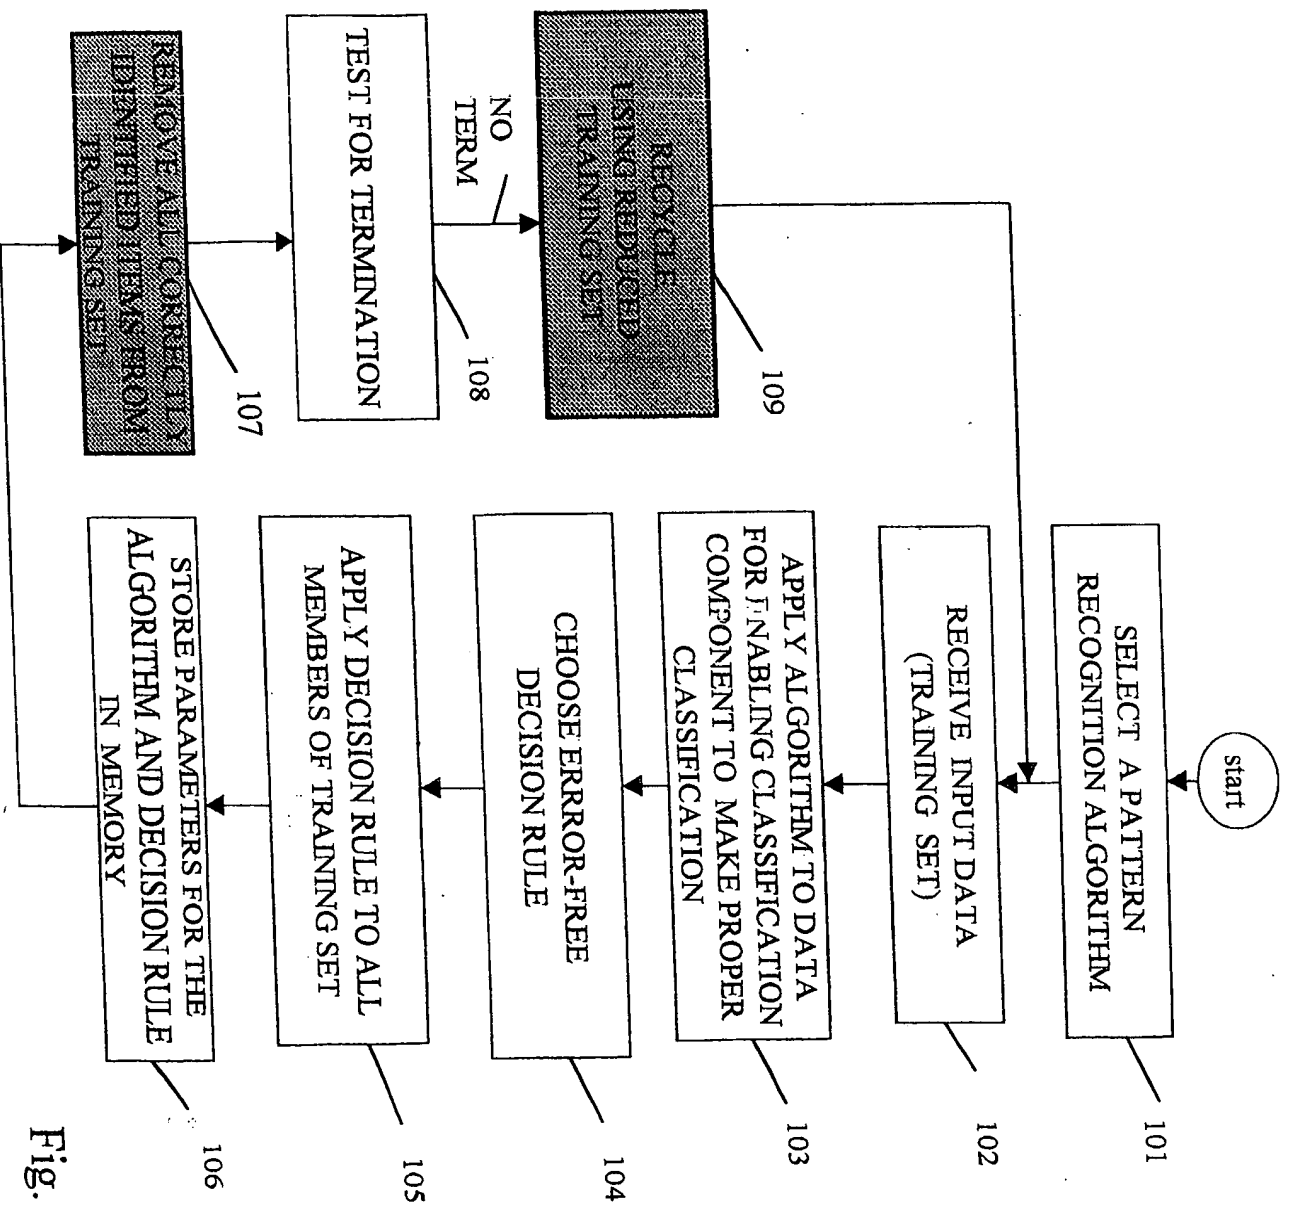 start
SELECT A PATTERN
RECOGNITION ALGORITHM
101
RECEIVE INPUT DATA
(TRAINING SET)
102
APPLY ALGORITHM TO DATA
FOR ENABLING CLASSIFICATION
COMPONENT TO MAKE PROPER
CLASSIFICATION
103
CHOOSE ERROR-FREE
DECISION RULE
104
APPLY DECISION RULE TO ALL
MEMBERS OF TRAINING SET
105
STORE PARAMETERS FOR THE
ALGORITHM AND DECISION RULE
IN MEMORY
106
REMOVE ALL CORRECTLY
IDENTIFIED ITEMS FROM
TRAINING SET
107
TEST FOR TERMINATION
108
NO
TERM
RECYCLE
USING REDUCED
TRAINING SET
109
Fig.